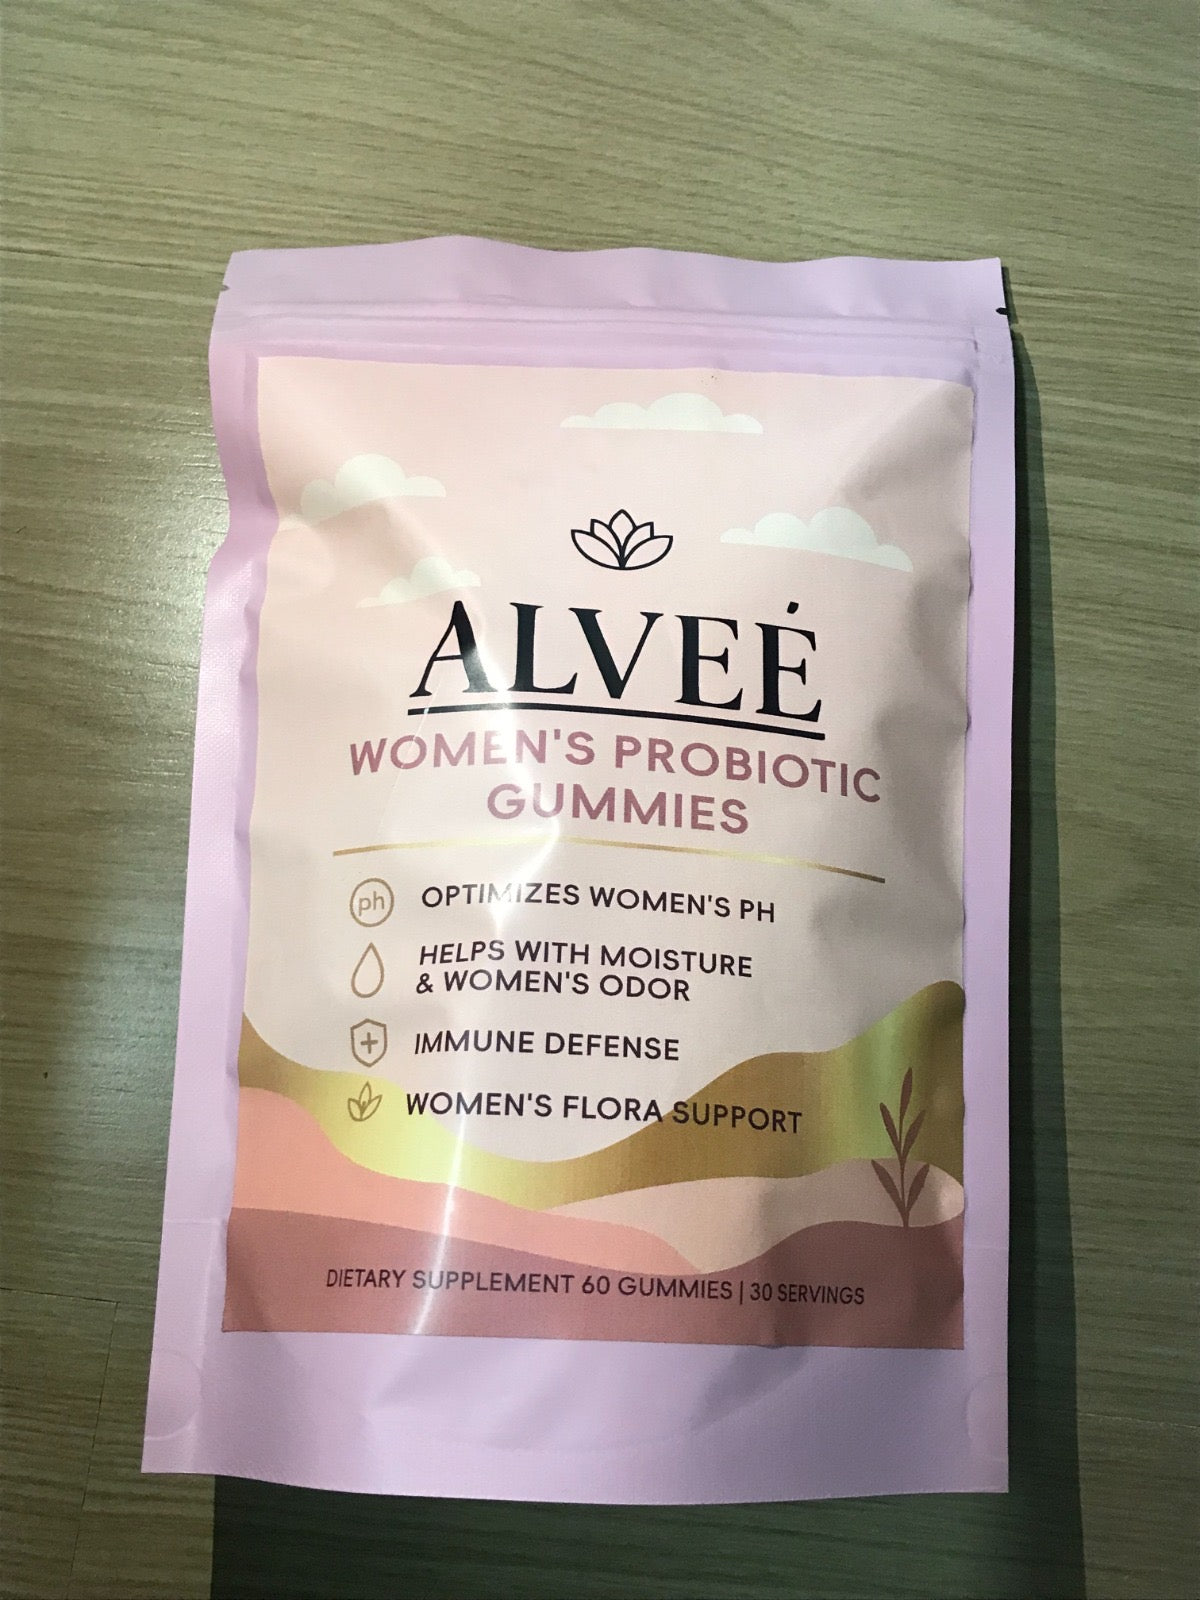 ALVEÉ
WOMEN'S PROBIOTIC
GUMMIES
ph
OPTIMIZES WOMEN'S PH
HELPS WITH MOISTURE
& WOMEN'S ODOR
IMMUNE DEFENSE
WOMEN'S FLORA SUPPORT
DIETARY SUPPLEMENT 60 GUMMIES | 30 SERVINGS